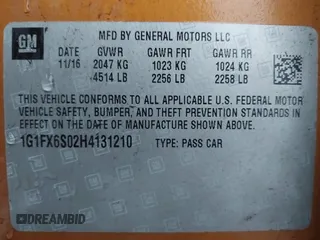 GM
MFD BY GENERAL MOTORS LLC
DATE GVWR GAWR FRT GAWR RR
11/16 2047 KG 1023 KG 1024 KG
4514 LB 2256 LB 2258 LB
THIS VEHICLE CONFORMS TO ALL APPLICABLE U.S. FEDERAL MOTOR
VEHICLE SAFETY, BUMPER, AND THEFT PREVENTION STANDARDS
IN EFFECT ON THE DATE OF MANUFACTURE SHOWN ABOVE.
1G1FX6S02H4131210 TYPE: PASS CAR
DREAMBID